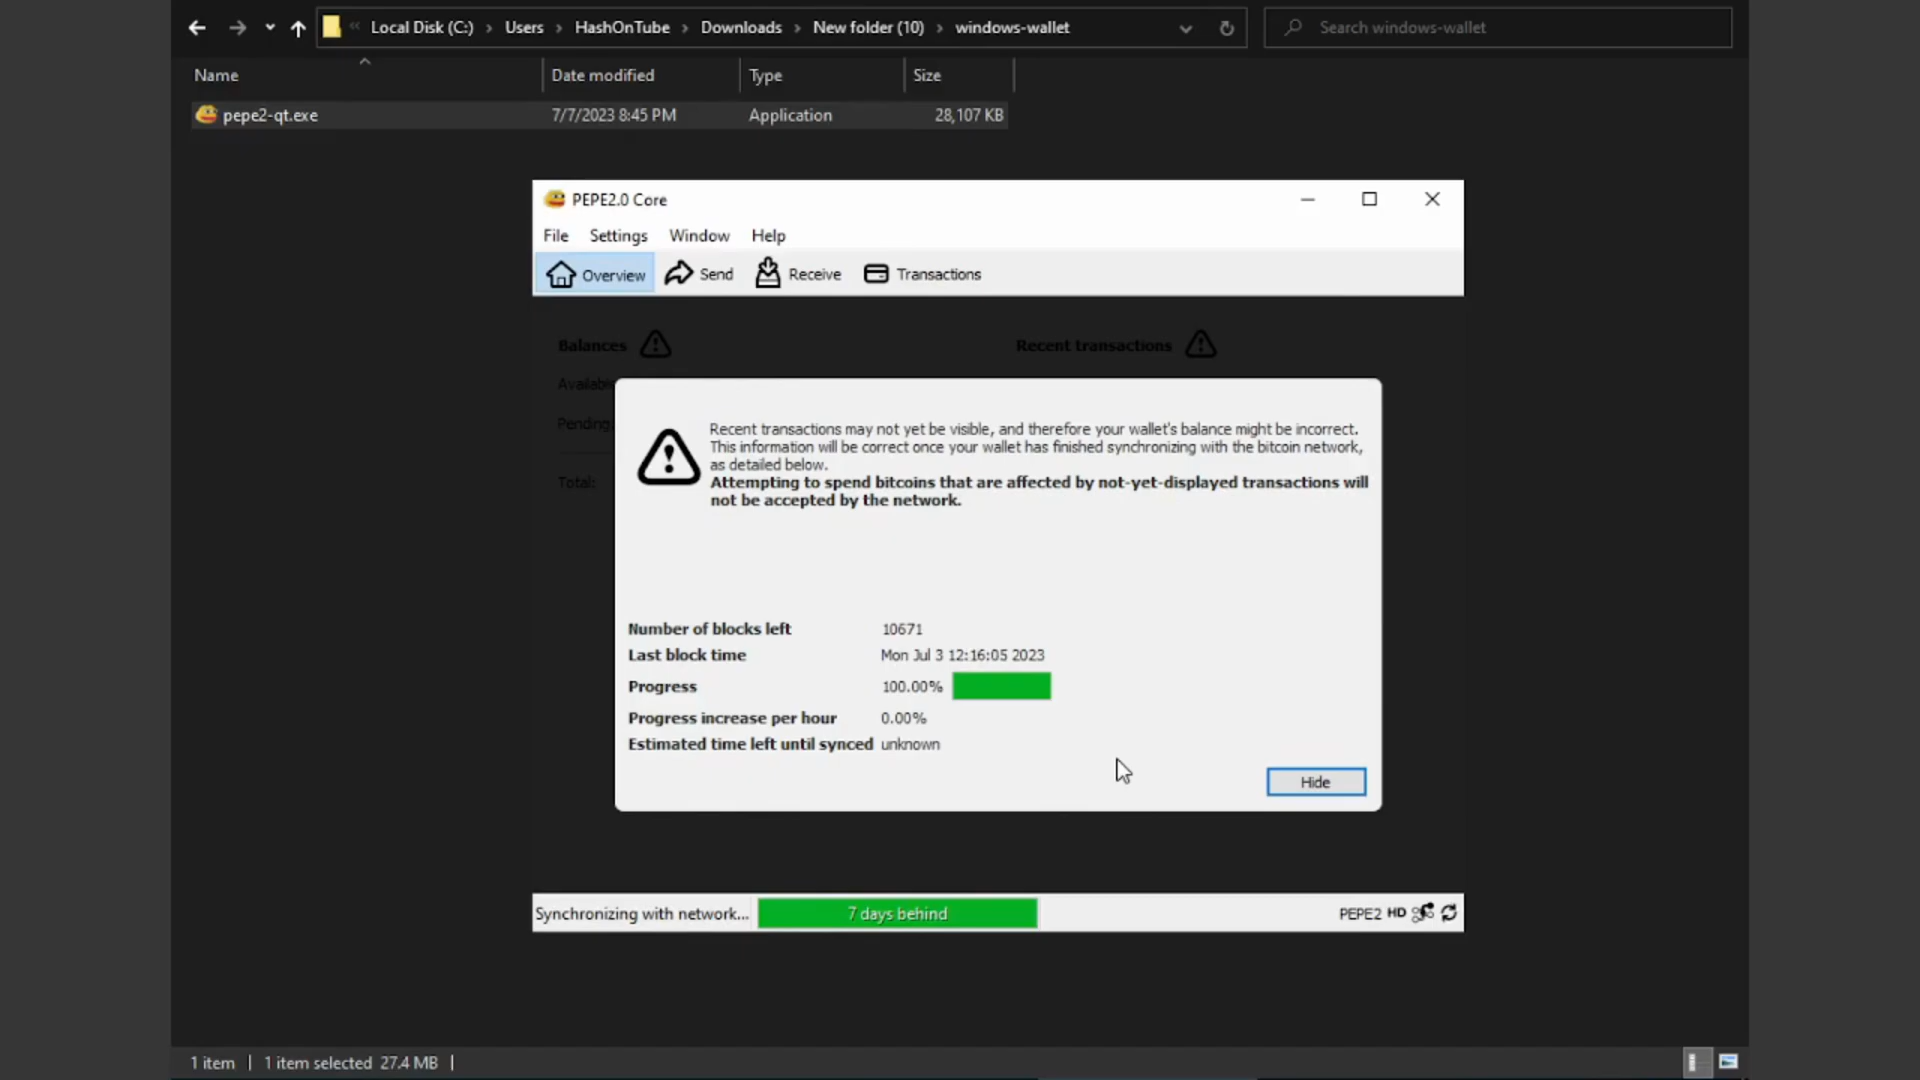 Local Disk (C:) › Users › HashOnTube › Downloads › New folder (10) › windows-wallet
Search windows-wallet
Name Date modified Type Size
pepe2-qt.exe 7/7/2023 8:45 PM Application 28,107 KB
PEPE2.0 Core
File Settings Window Help
Overview Send Receive Transactions
Balances Recent transactions
Pending
Total:
Recent transactions may not yet be visible, and therefore your wallet's balance might be incorrect.
This information will be correct once your wallet has finished synchronizing with the bitcoin network,
as detailed below.
Attempting to spend bitcoins that are affected by not-yet-displayed transactions will
not be accepted by the network.
Number of blocks left 10671
Last block time Mon Jul 3 12:16:05 2023
Progress 100.00%
Progress increase per hour 0.00%
Estimated time left until synced unknown
Hide
Synchronizing with network... 7 days behind PEPE2 HD
1 item 1 item selected 27.4 MB